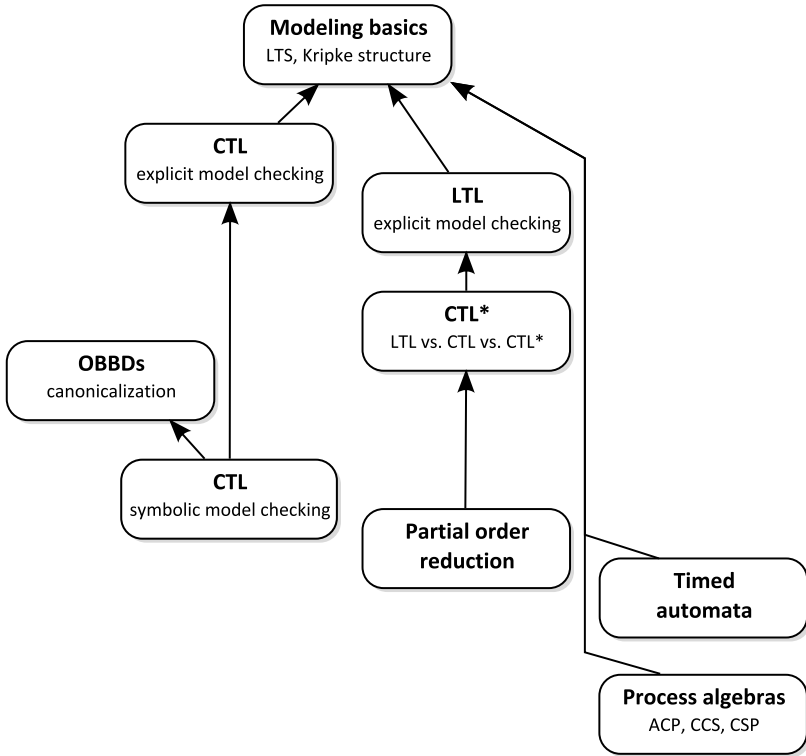 Modeling basics
LTS, Kripke structure
CTL
explicit model checking
LTL
explicit model checking
CTL*
LTL vs. CTL vs. CTL*
OBBDs
canonicalization
CTL
symbolic model checking
Partial order
reduction
Timed
automata
Process algebras
ACP, CCS, CSP